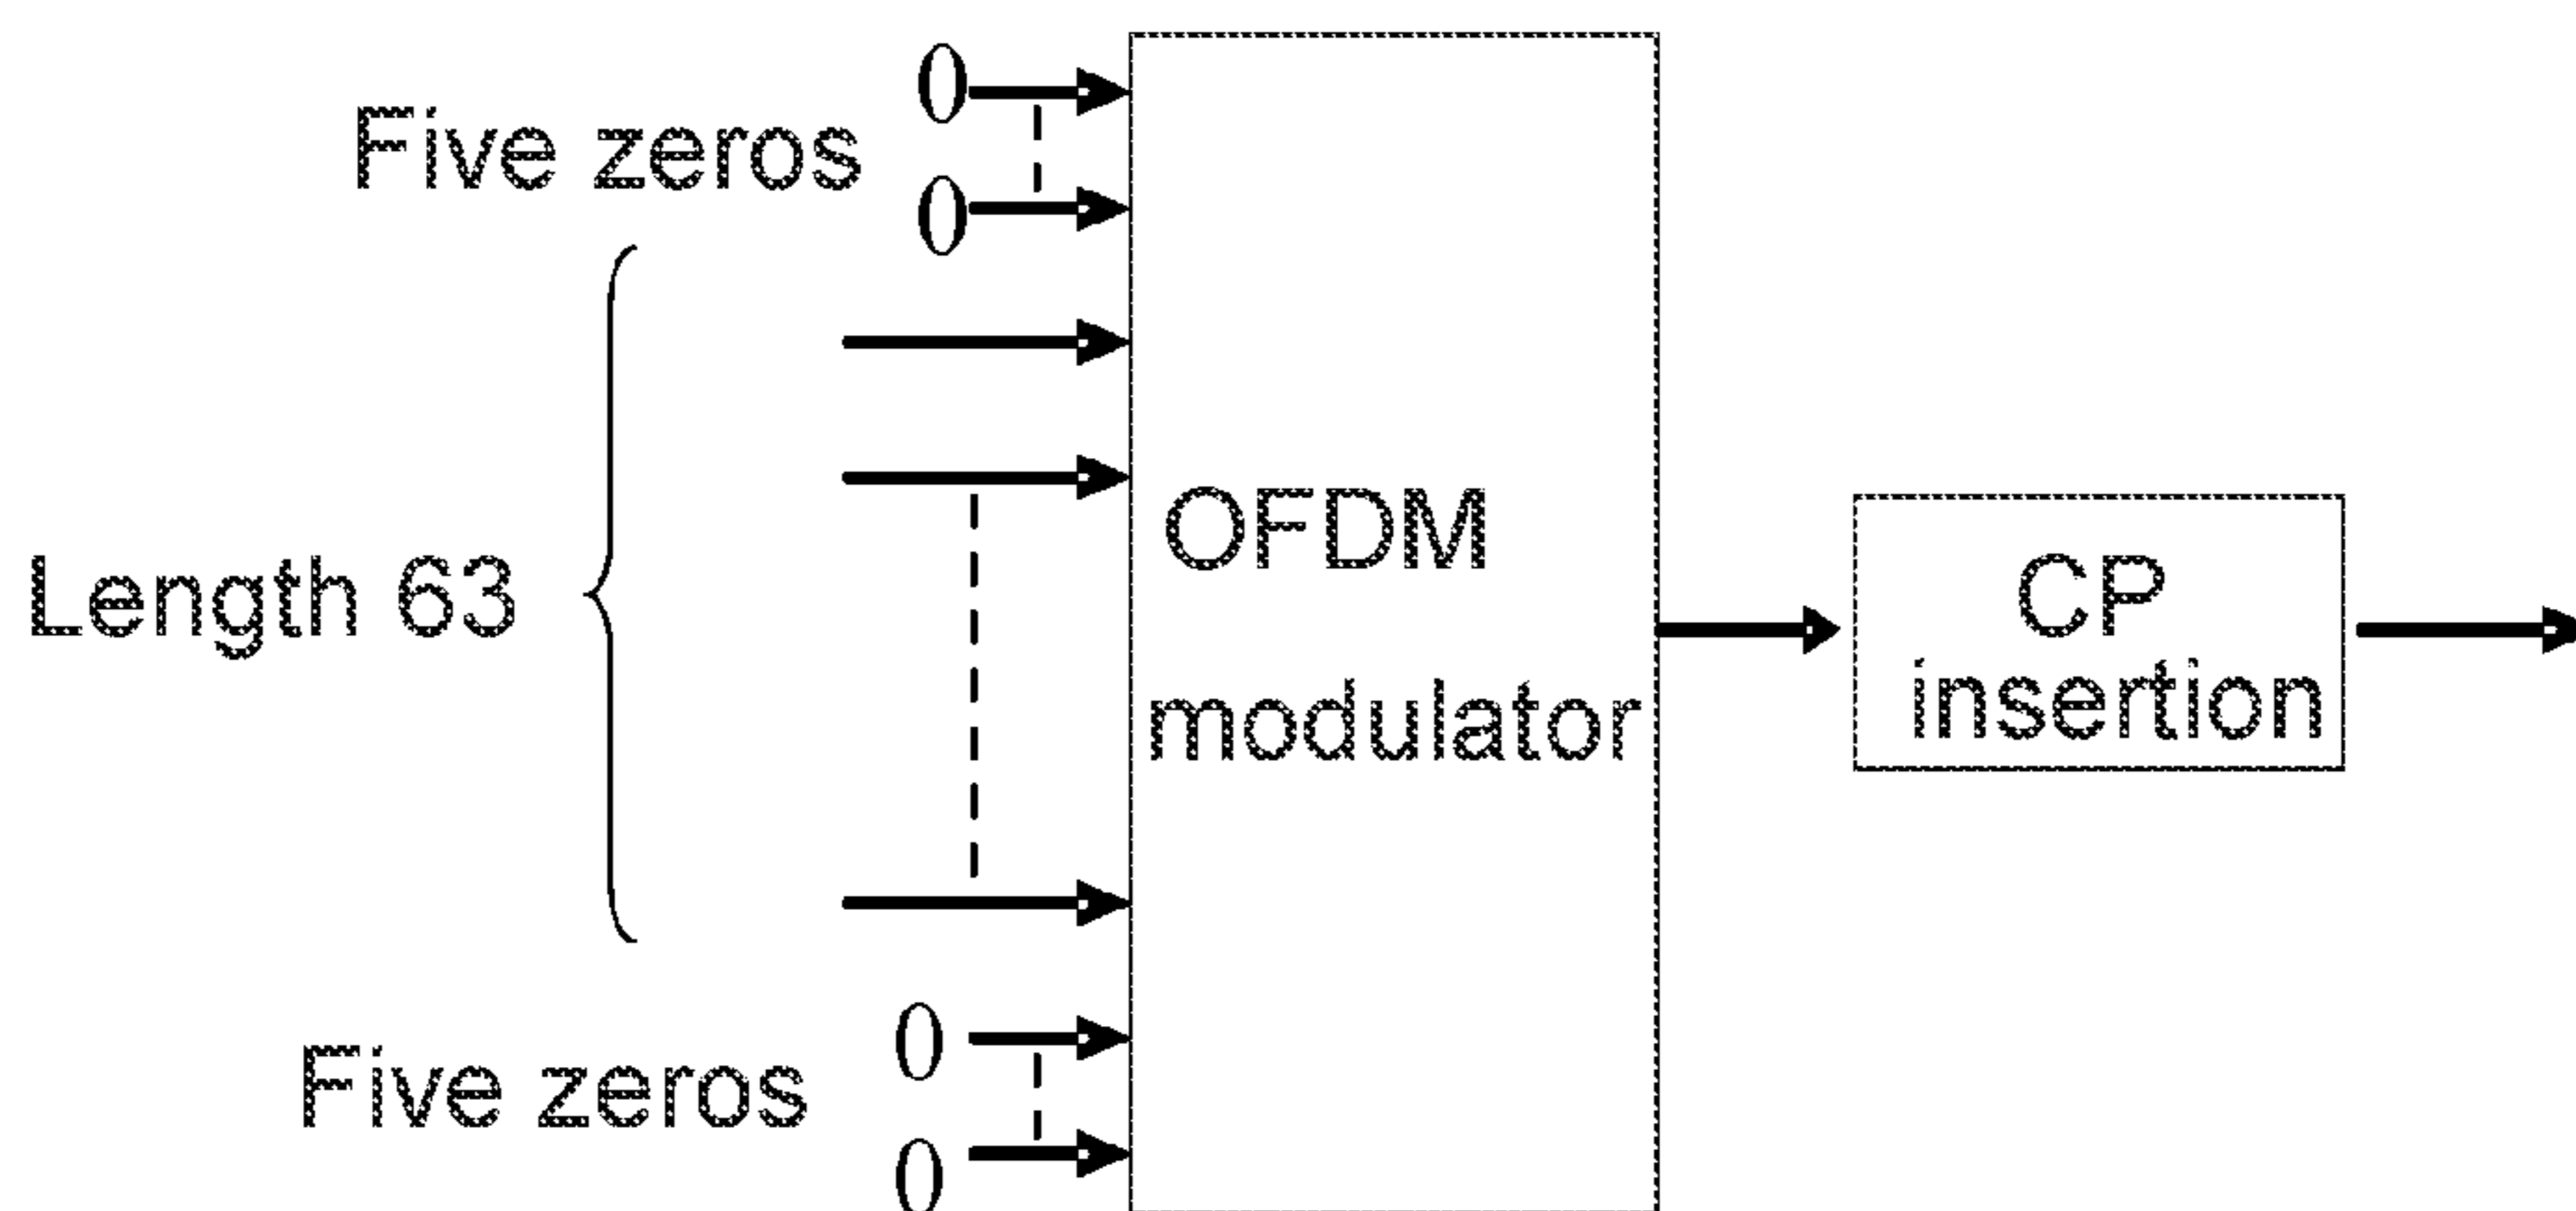 Five zeros
0
0
Length 63
OFDM
modulator
CP
insertion
Five zeros
0
0